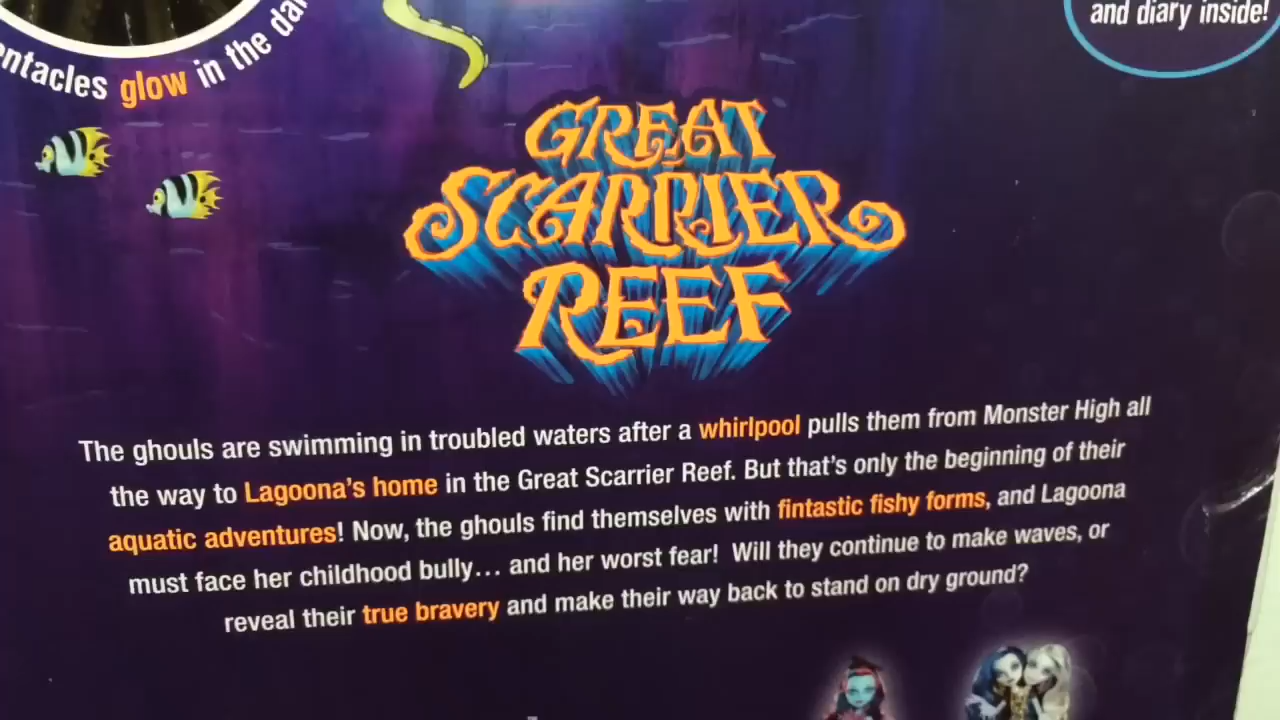 and diary inside!
glow in the
GREAT
SCARRIER
REEF
The ghouls are swimming in troubled waters after a whirlpool pulls them from Monster High all
the way to Lagoona's home in the Great Scarrier Reef. But that's only the beginning of their
aquatic adventures! Now, the ghouls find themselves with fintastic fishy forms, and Lagoona
must face her childhood bully... and her worst fear! Will they continue to make waves, or
reveal their true bravery and make their way back to stand on dry ground?